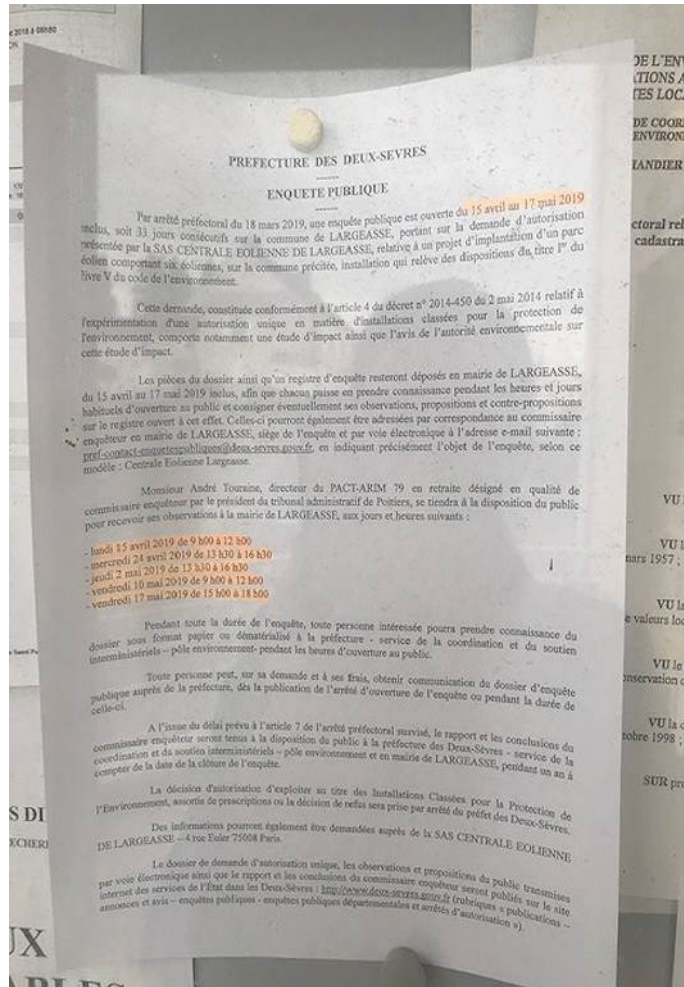 PREFECTURE DES DEUX-SEVRES
ENQUETE PUBLIQUE
Par arrêté préfectoral du 18 mars 2019, une enquête publique est ouverte du 15 avril au 17 mai 2019
inclus, soit 33 jours consécutifs sur la commune de LARGEASSE, portant sur la demande d'autorisation
présentée par la SAS CENTRALE EOLIENNE DE LARGEASSE, relative à un projet d'implantation d'un parc
éolien comportant six éoliennes, sur la commune précitée, installation qui relève des dispositions du titre Ier du
livre V du code de l'environnement.
Cette demande, constituée conformément à l'article 4 du décret n° 2014-450 du 2 mai 2014 relatif à
l'expérimentation d'une autorisation unique en matière d'installations classées pour la protection de
l'environnement, comporte notamment une étude d'impact ainsi que l'avis de l'autorité environnementale sur
cette étude d'impact.
Les pièces du dossier ainsi qu'un registre d'enquête resteront déposés en mairie de LARGEASSE,
du 15 avril au 17 mai 2019 inclus, afin que chacun puisse en prendre connaissance pendant les heures et jours
habituels d'ouverture au public et consigner éventuellement ses observations, propositions et contre-propositions
sur le registre ouvert à cet effet. Celles-ci pourront également être adressées par correspondance au commissaire
enquêteur en mairie de LARGEASSE, siège de l'enquête et par voie électronique à l'adresse e-mail suivante :
pref-contact-enquetespubliques@deux-sevres.gouv.fr, en indiquant précisément l'objet de l'enquête, selon ce
modèle : Centrale Eolienne Largeasse.
Monsieur André Touraine, directeur du PACT-ARIM 79 en retraite désigné en qualité de
commissaire enquêteur par le président du tribunal administratif de Poitiers, se tiendra à la disposition du public
pour recevoir ses observations à la mairie de LARGEASSE, aux jours et heures suivants :
- lundi 15 avril 2019 de 9 h00 à 12 h00
- mercredi 24 avril 2019 de 13 h30 à 16 h30
- jeudi 2 mai 2019 de 13 h30 à 16 h30
- vendredi 10 mai 2019 de 9 h00 à 12 h00
- vendredi 17 mai 2019 de 15 h00 à 18 h00
Pendant toute la durée de l'enquête, toute personne intéressée pourra prendre connaissance du
dossier sous format papier ou dématérialisé à la préfecture - service de la coordination et du soutien
interministériels – pôle environnement- pendant les heures d'ouverture au public.
Toute personne peut, sur sa demande et à ses frais, obtenir communication du dossier d'enquête
publique auprès de la préfecture, dès la publication de l'arrêté d'ouverture de l'enquête ou pendant la durée de
celle-ci.
A l'issue du délai prévu à l'article 7 de l'arrêté préfectoral susvisé, le rapport et les conclusions du
commissaire enquêteur seront tenus à la disposition du public à la préfecture des Deux-Sèvres - service de la
coordination et du soutien interministériels – pôle environnement et en mairie de LARGEASSE, pendant un an à
compter de la date de la clôture de l'enquête.
La décision d'autorisation d'exploiter au titre des Installations Classées pour la Protection de
l'Environnement, assortie de prescriptions ou la décision de refus sera prise par arrêté du préfet des Deux-Sèvres.
Des informations pourront également être demandées auprès de la SAS CENTRALE EOLIENNE
DE LARGEASSE – 4 rue Euler 75008 Paris.
Le dossier de demande d'autorisation unique, les observations et propositions du public transmises
par voie électronique ainsi que le rapport et les conclusions du commissaire enquêteur seront publiés sur le site
internet des services de l'État dans les Deux-Sèvres : http://www.deux-sevres.gouv.fr (rubriques « publications –
annonces et avis – enquêtes publiques - enquêtes publiques départementales et arrêtés d'autorisation »).
DE L'ENV
TES LOC
DE COOR
ENVIRON
MANDIER
ctoral rel
cadastra
VU
mars 1957 ;
VU la
e valeurs loc
VU le
VU la
tobre 1998 ;
SUR pro
S DI
UX